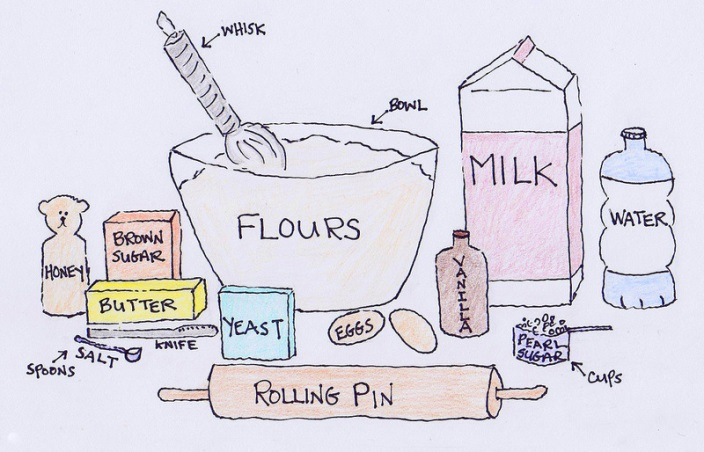 WHISK
BOWL
MILK
FLOURS
WATER
BROWN
SUGAR
HONEY
BUTTER
VANILLA
YEAST
EGGS
KNIFE
SALT
SPOONS
PEARL
SUGAR
CUPS
ROLLING PIN